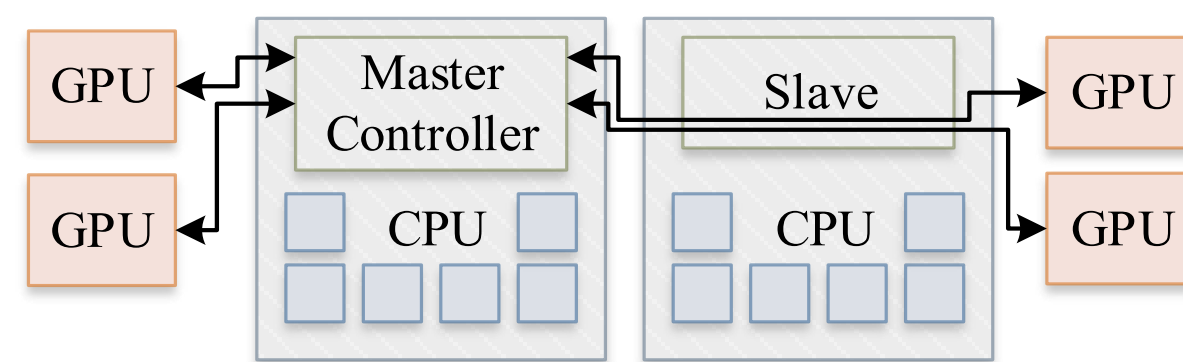 GPU
Master
Controller
Slave
GPU
GPU
CPU
CPU
GPU